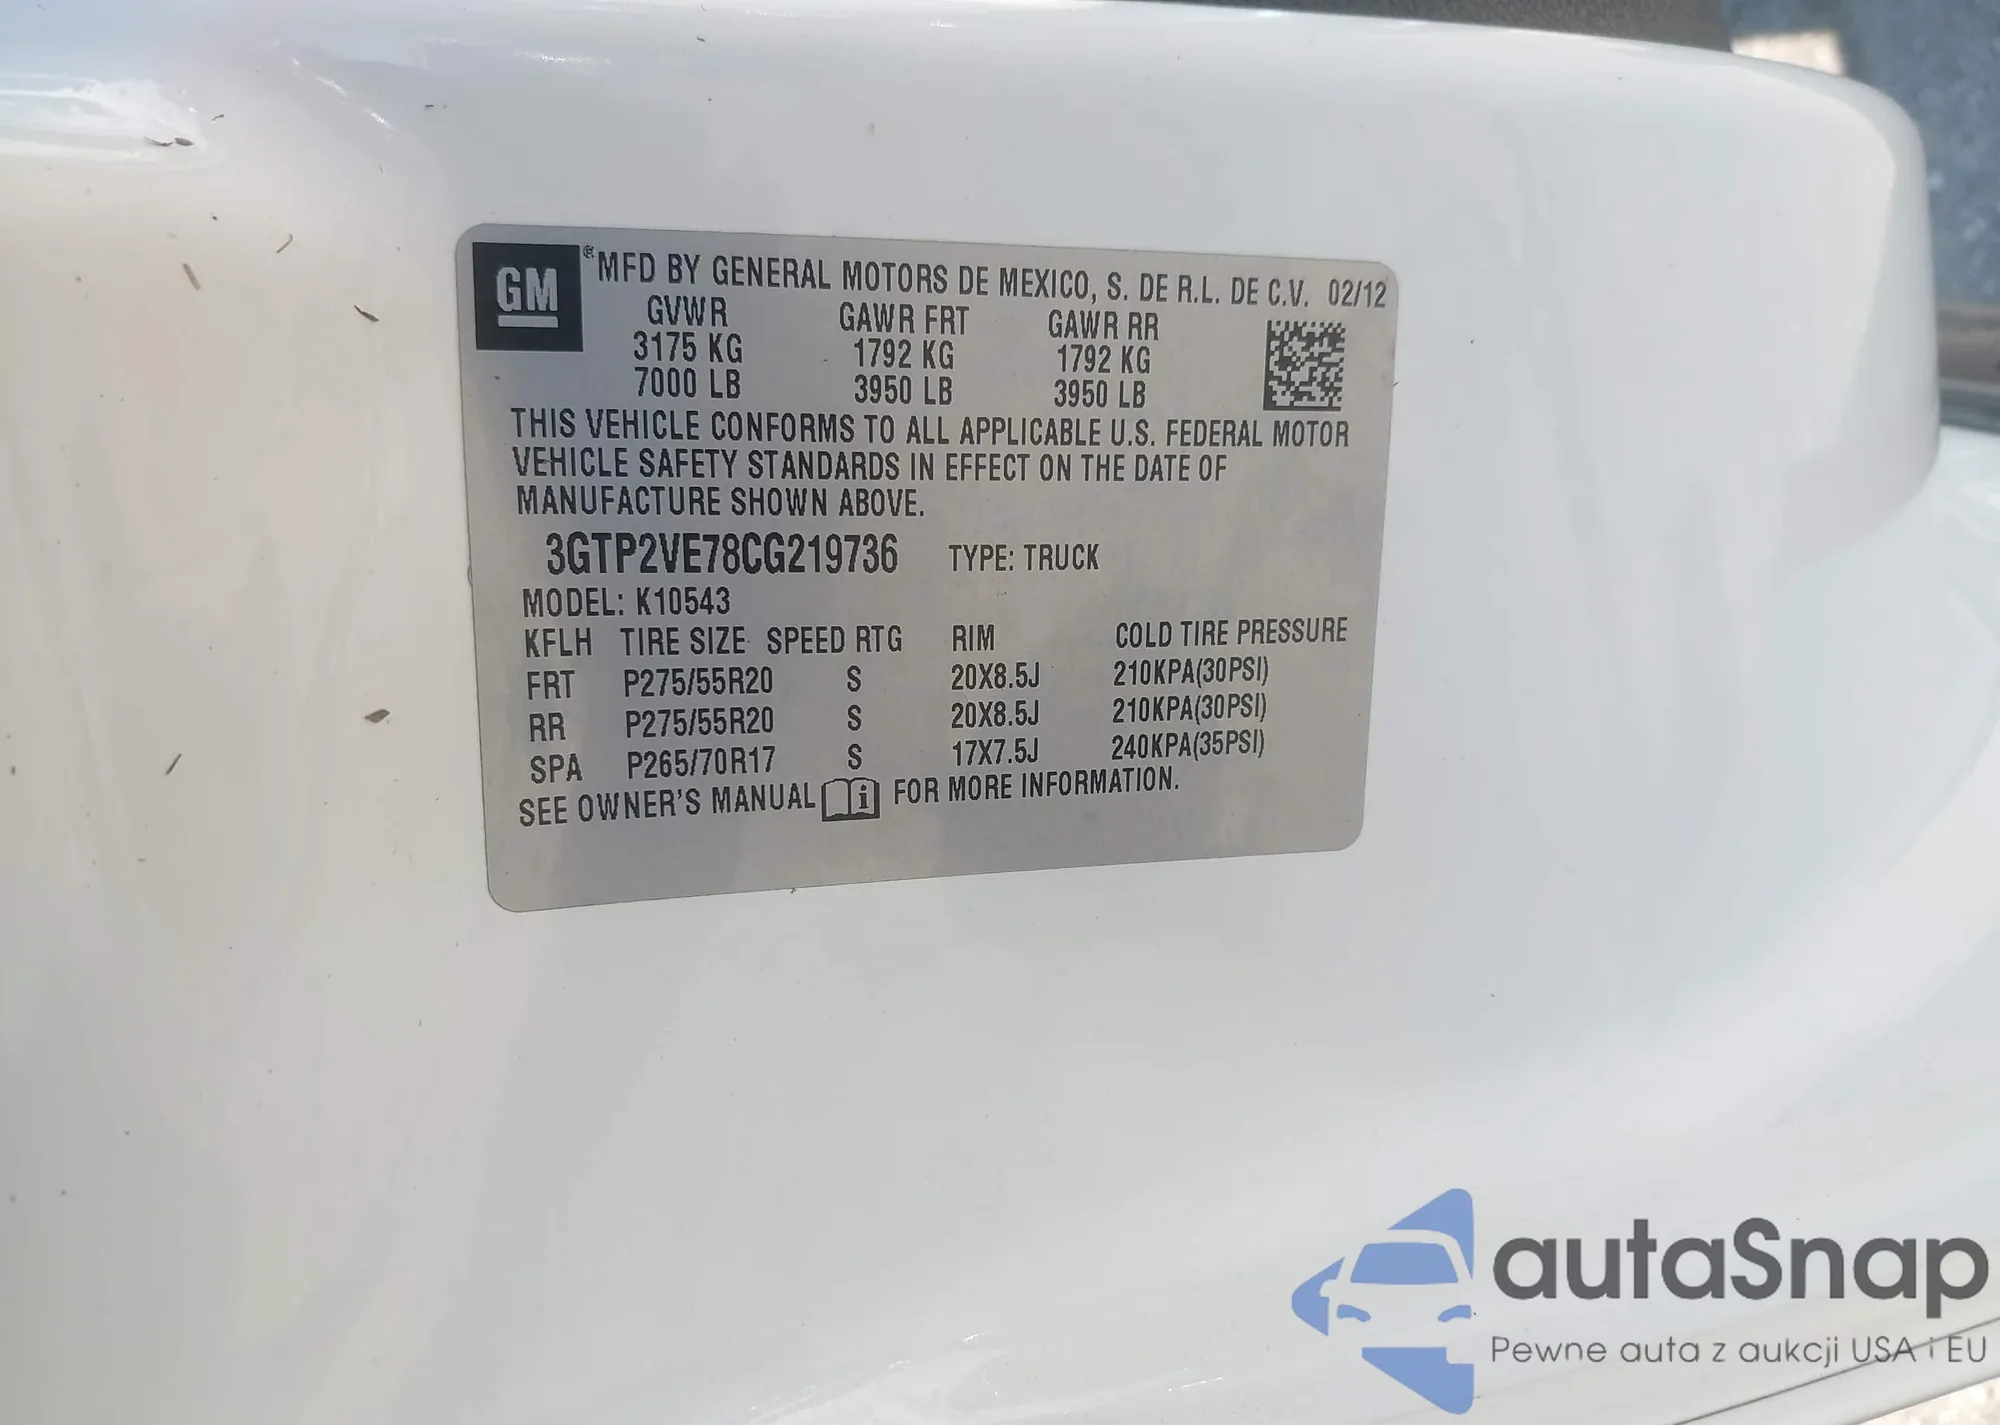 GM ® MFD BY GENERAL MOTORS DE MEXICO, S. DE R.L. DE C.V. 02/12
GVWR GAWR FRT GAWR RR
3175 KG 1792 KG 1792 KG
7000 LB 3950 LB 3950 LB
THIS VEHICLE CONFORMS TO ALL APPLICABLE U.S. FEDERAL MOTOR
VEHICLE SAFETY STANDARDS IN EFFECT ON THE DATE OF
MANUFACTURE SHOWN ABOVE.
3GTP2VE78CG219736 TYPE: TRUCK
MODEL: K10543
KFLH TIRE SIZE SPEED RTG RIM COLD TIRE PRESSURE
FRT P275/55R20 S 20X8.5J 210KPA(30PSI)
RR P275/55R20 S 20X8.5J 210KPA(30PSI)
SPA P265/70R17 S 17X7.5J 240KPA(35PSI)
SEE OWNER'S MANUAL i FOR MORE INFORMATION.
autaSnap
Pewne auta z aukcji USA i EU